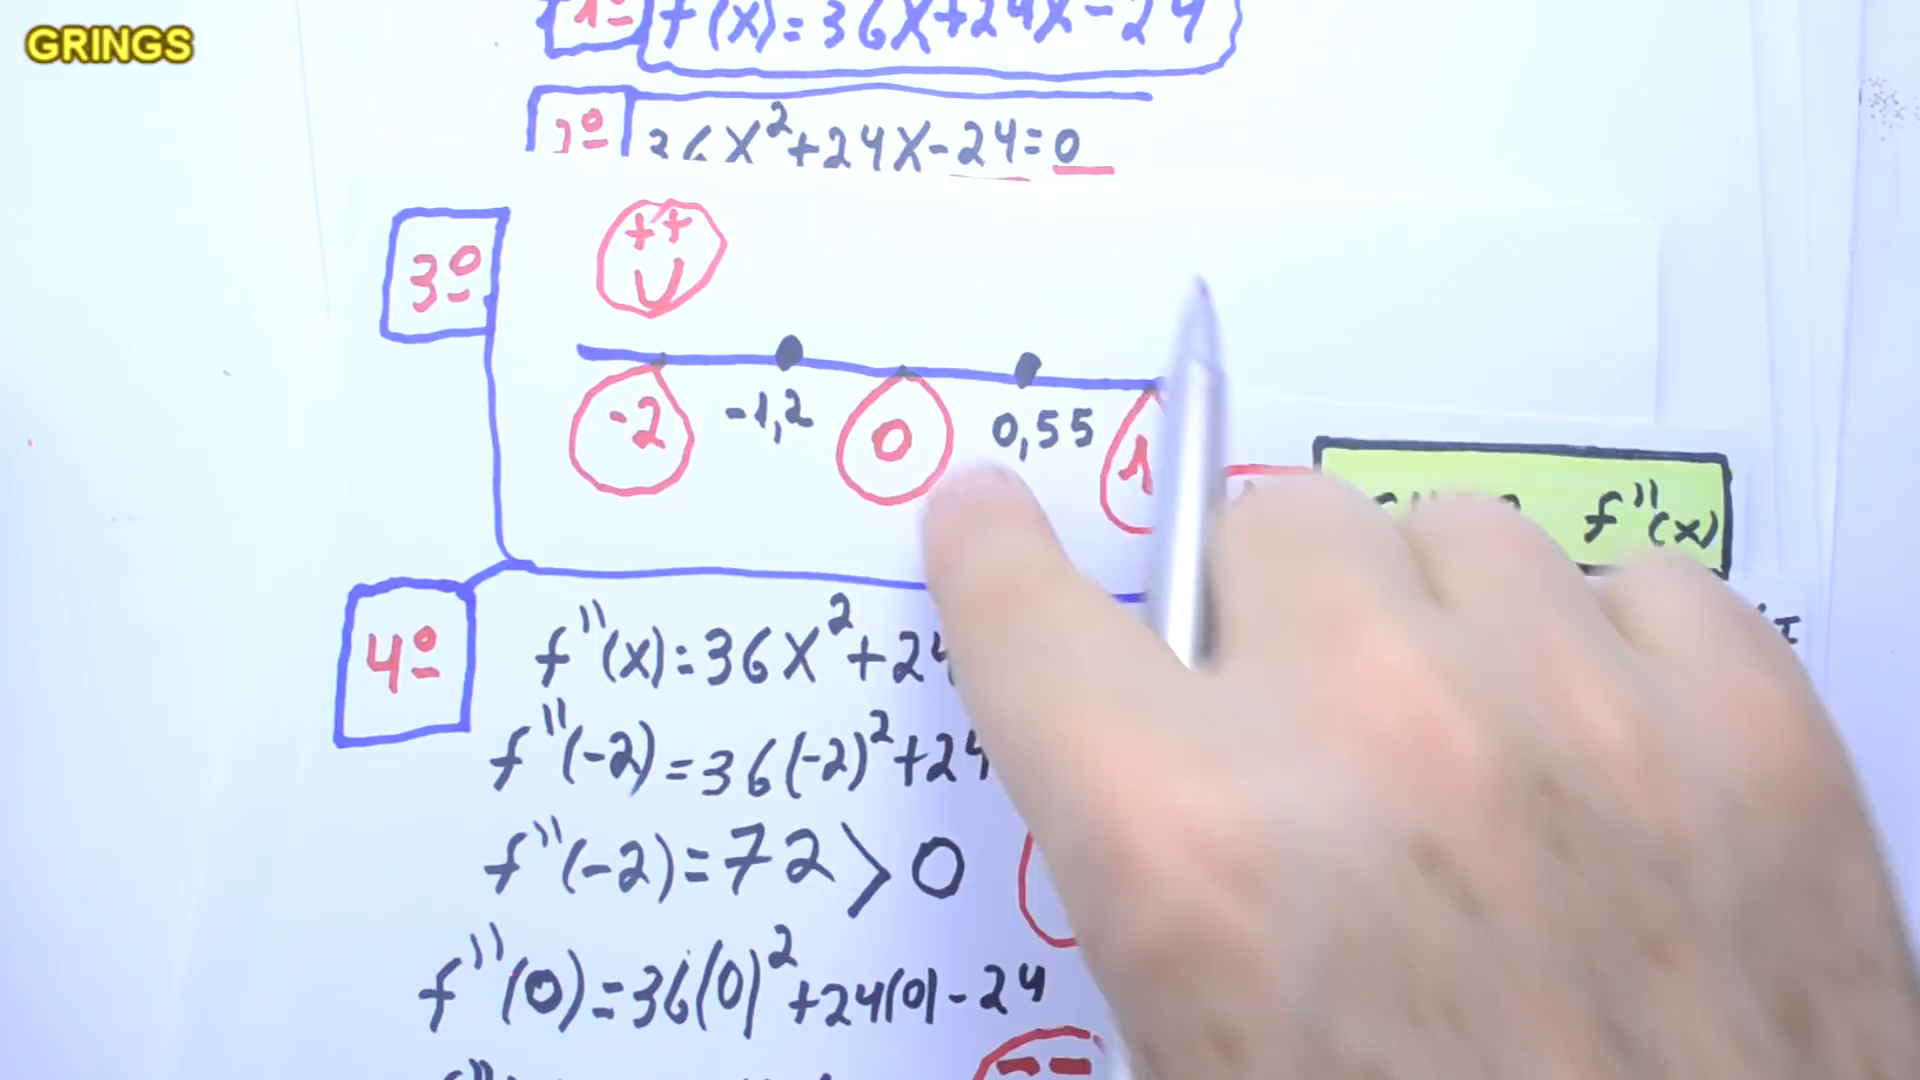 GRINGS
1º f''(x)=36X+24X-24
2º 36X²+24X-24=0
3º
++
-2 -1,2 0 0,55 1
f''(x)
4º f''(x)=36X²+24
f''(-2)=36(-2)²+24
f''(-2)=72>0
f''(0)=36(0)²+24(0)-24
--